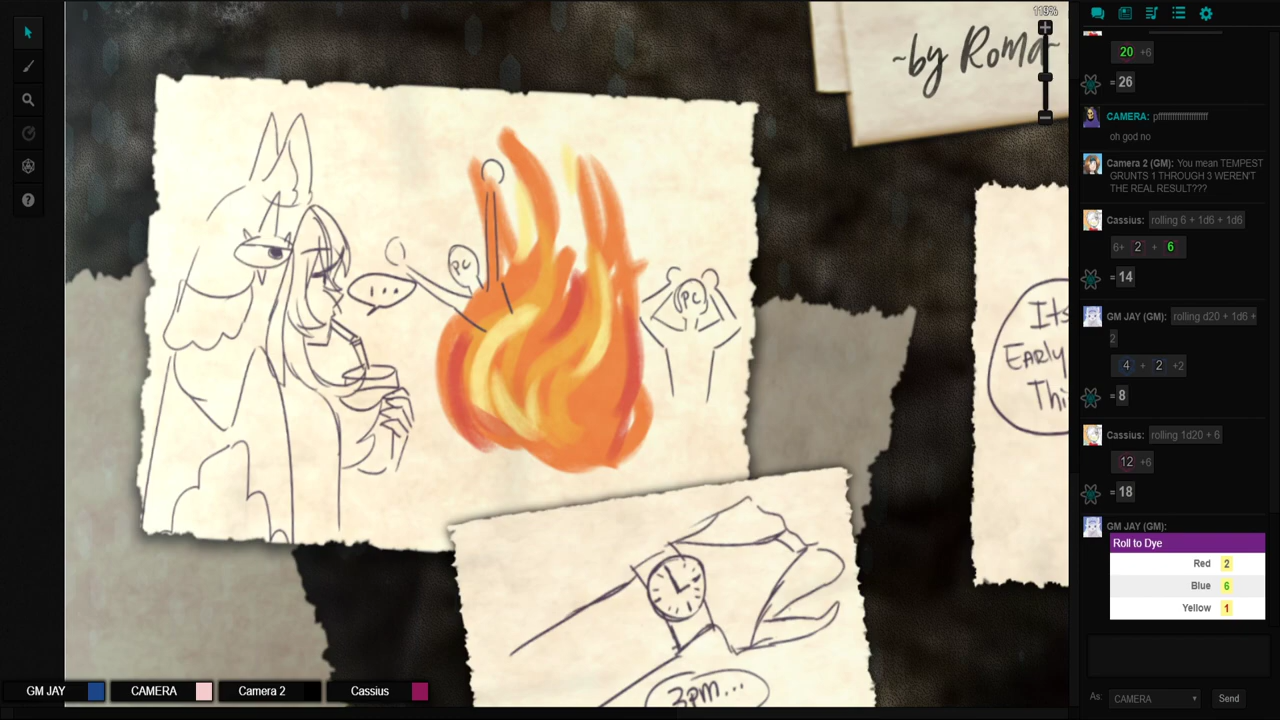 ~by Roma~
119%
PC
...
PC
Its
EARLY
Thi
3pm...
GM JAY
CAMERA
Camera 2
Cassius
20 +6
= 26
CAMERA: pffffffffffffffffffffff
oh god no
Camera 2 (GM): You mean TEMPEST
GRUNTS 1 THROUGH 3 WEREN'T
THE REAL RESULT???
Cassius: rolling 6 + 1d6 + 1d6
6+ 2 + 6
= 14
GM JAY (GM): rolling d20 + 1d6 +
2
4 + 2 +2
= 8
Cassius: rolling 1d20 + 6
12 +6
= 18
GM JAY (GM):
Roll to Dye
Red 2
Blue 6
Yellow 1
As: CAMERA Send